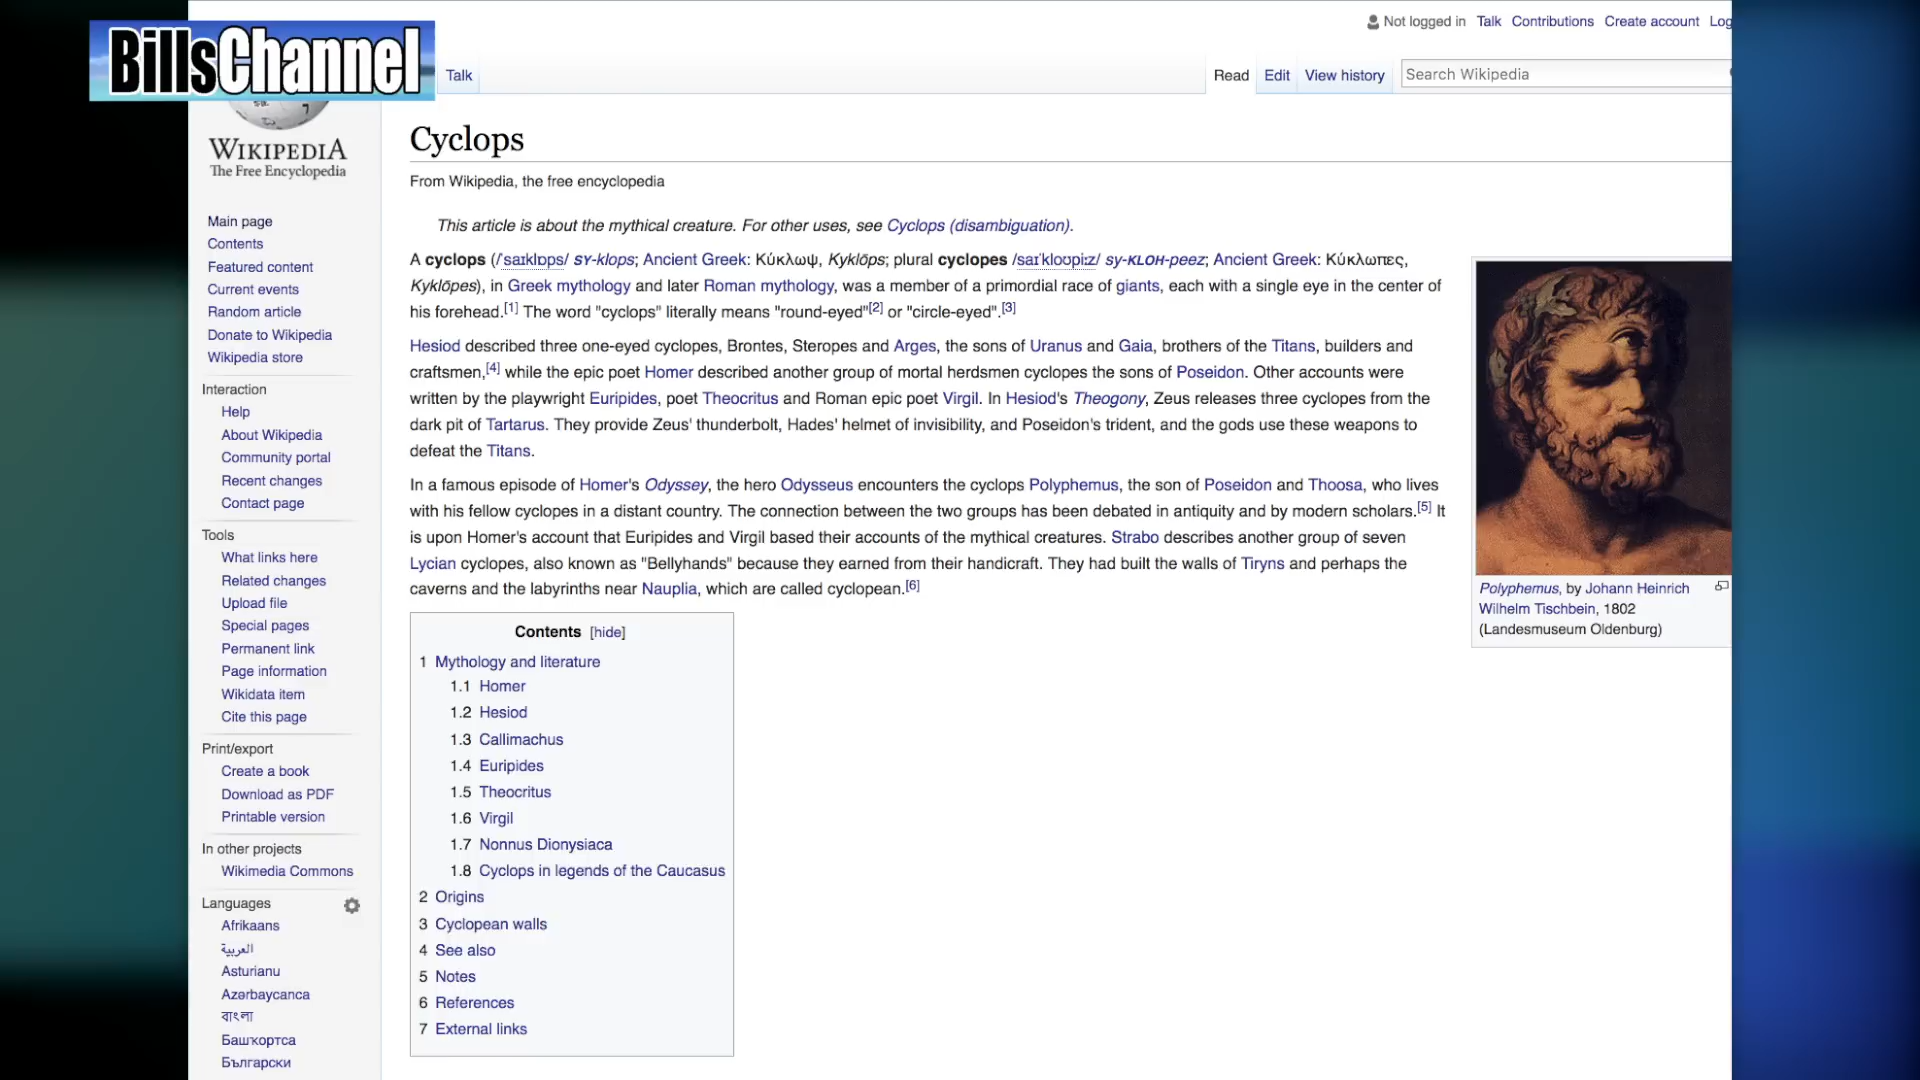 BillsChannel
Not logged in Talk Contributions Create account Log
Talk
Read Edit View history Search Wikipedia
WIKIPEDIA
The Free Encyclopedia
Main page
Contents
Featured content
Current events
Random article
Donate to Wikipedia
Wikipedia store
Interaction
Help
About Wikipedia
Community portal
Recent changes
Contact page
Tools
What links here
Related changes
Upload file
Special pages
Permanent link
Page information
Wikidata item
Cite this page
Print/export
Create a book
Download as PDF
Printable version
In other projects
Wikimedia Commons
Languages
Afrikaans
العربية
Asturianu
Azərbaycanca
বাংলা
Башҡортса
Български
Cyclops
From Wikipedia, the free encyclopedia
This article is about the mythical creature. For other uses, see Cyclops (disambiguation).
A cyclops (/ˈsaɪklɒps/ SY-klops; Ancient Greek: Κύκλωψ, Kyklōps; plural cyclopes /saɪˈkloʊpiːz/ sy-KLOH-peez; Ancient Greek: Κύκλωπες,
Kyklōpes), in Greek mythology and later Roman mythology, was a member of a primordial race of giants, each with a single eye in the center of
his forehead.[1] The word "cyclops" literally means "round-eyed"[2] or "circle-eyed".[3]
Hesiod described three one-eyed cyclopes, Brontes, Steropes and Arges, the sons of Uranus and Gaia, brothers of the Titans, builders and
craftsmen,[4] while the epic poet Homer described another group of mortal herdsmen cyclopes the sons of Poseidon. Other accounts were
written by the playwright Euripides, poet Theocritus and Roman epic poet Virgil. In Hesiod's Theogony, Zeus releases three cyclopes from the
dark pit of Tartarus. They provide Zeus' thunderbolt, Hades' helmet of invisibility, and Poseidon's trident, and the gods use these weapons to
defeat the Titans.
In a famous episode of Homer's Odyssey, the hero Odysseus encounters the cyclops Polyphemus, the son of Poseidon and Thoosa, who lives
with his fellow cyclopes in a distant country. The connection between the two groups has been debated in antiquity and by modern scholars.[5] It
is upon Homer's account that Euripides and Virgil based their accounts of the mythical creatures. Strabo describes another group of seven
Lycian cyclopes, also known as "Bellyhands" because they earned from their handicraft. They had built the walls of Tiryns and perhaps the
caverns and the labyrinths near Nauplia, which are called cyclopean.[6]
Polyphemus, by Johann Heinrich
Wilhelm Tischbein, 1802
(Landesmuseum Oldenburg)
Contents [hide]
1 Mythology and literature
1.1 Homer
1.2 Hesiod
1.3 Callimachus
1.4 Euripides
1.5 Theocritus
1.6 Virgil
1.7 Nonnus Dionysiaca
1.8 Cyclops in legends of the Caucasus
2 Origins
3 Cyclopean walls
4 See also
5 Notes
6 References
7 External links